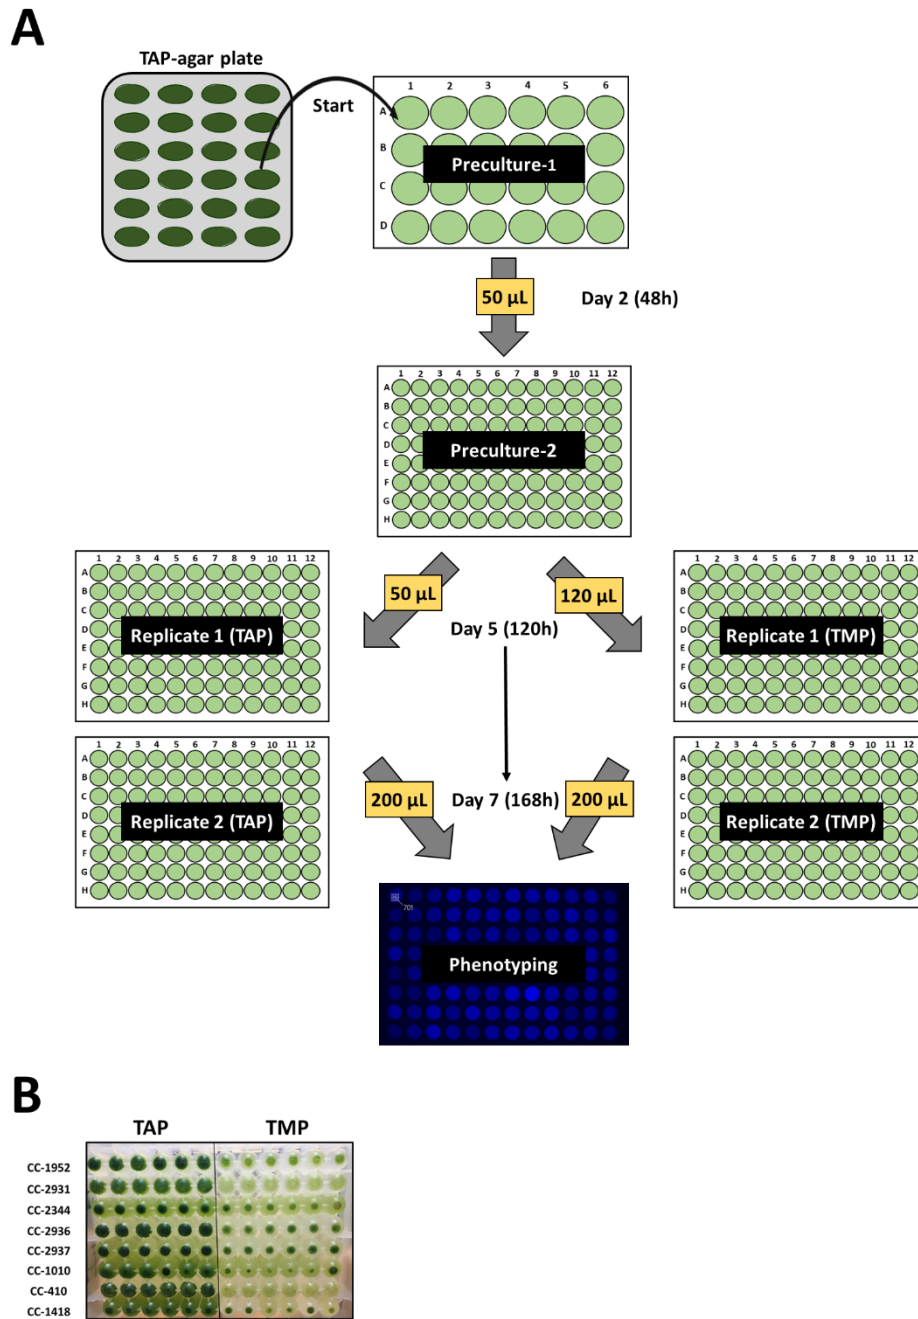 A
TAP-agar plate
Start
1 2 3 4 5 6
A
B
C
D
Preculture-1
50 µL
Day 2 (48h)
1 2 3 4 5 6 7 8 9 10 11 12
A
B
C
D
E
F
G
H
Preculture-2
50 µL
120 µL
Day 5 (120h)
1 2 3 4 5 6 7 8 9 10 11 12
A
B
C
D
E
F
G
H
Replicate 1 (TAP)
1 2 3 4 5 6 7 8 9 10 11 12
A
B
C
D
E
F
G
H
Replicate 1 (TMP)
1 2 3 4 5 6 7 8 9 10 11 12
A
B
C
D
E
F
G
H
Replicate 2 (TAP)
200 µL
Day 7 (168h)
200 µL
1 2 3 4 5 6 7 8 9 10 11 12
A
B
C
D
E
F
G
H
Replicate 2 (TMP)
701
Phenotyping
B
TAP TMP
CC-1952
CC-2931
CC-2344
CC-2936
CC-2937
CC-1010
CC-410
CC-1418